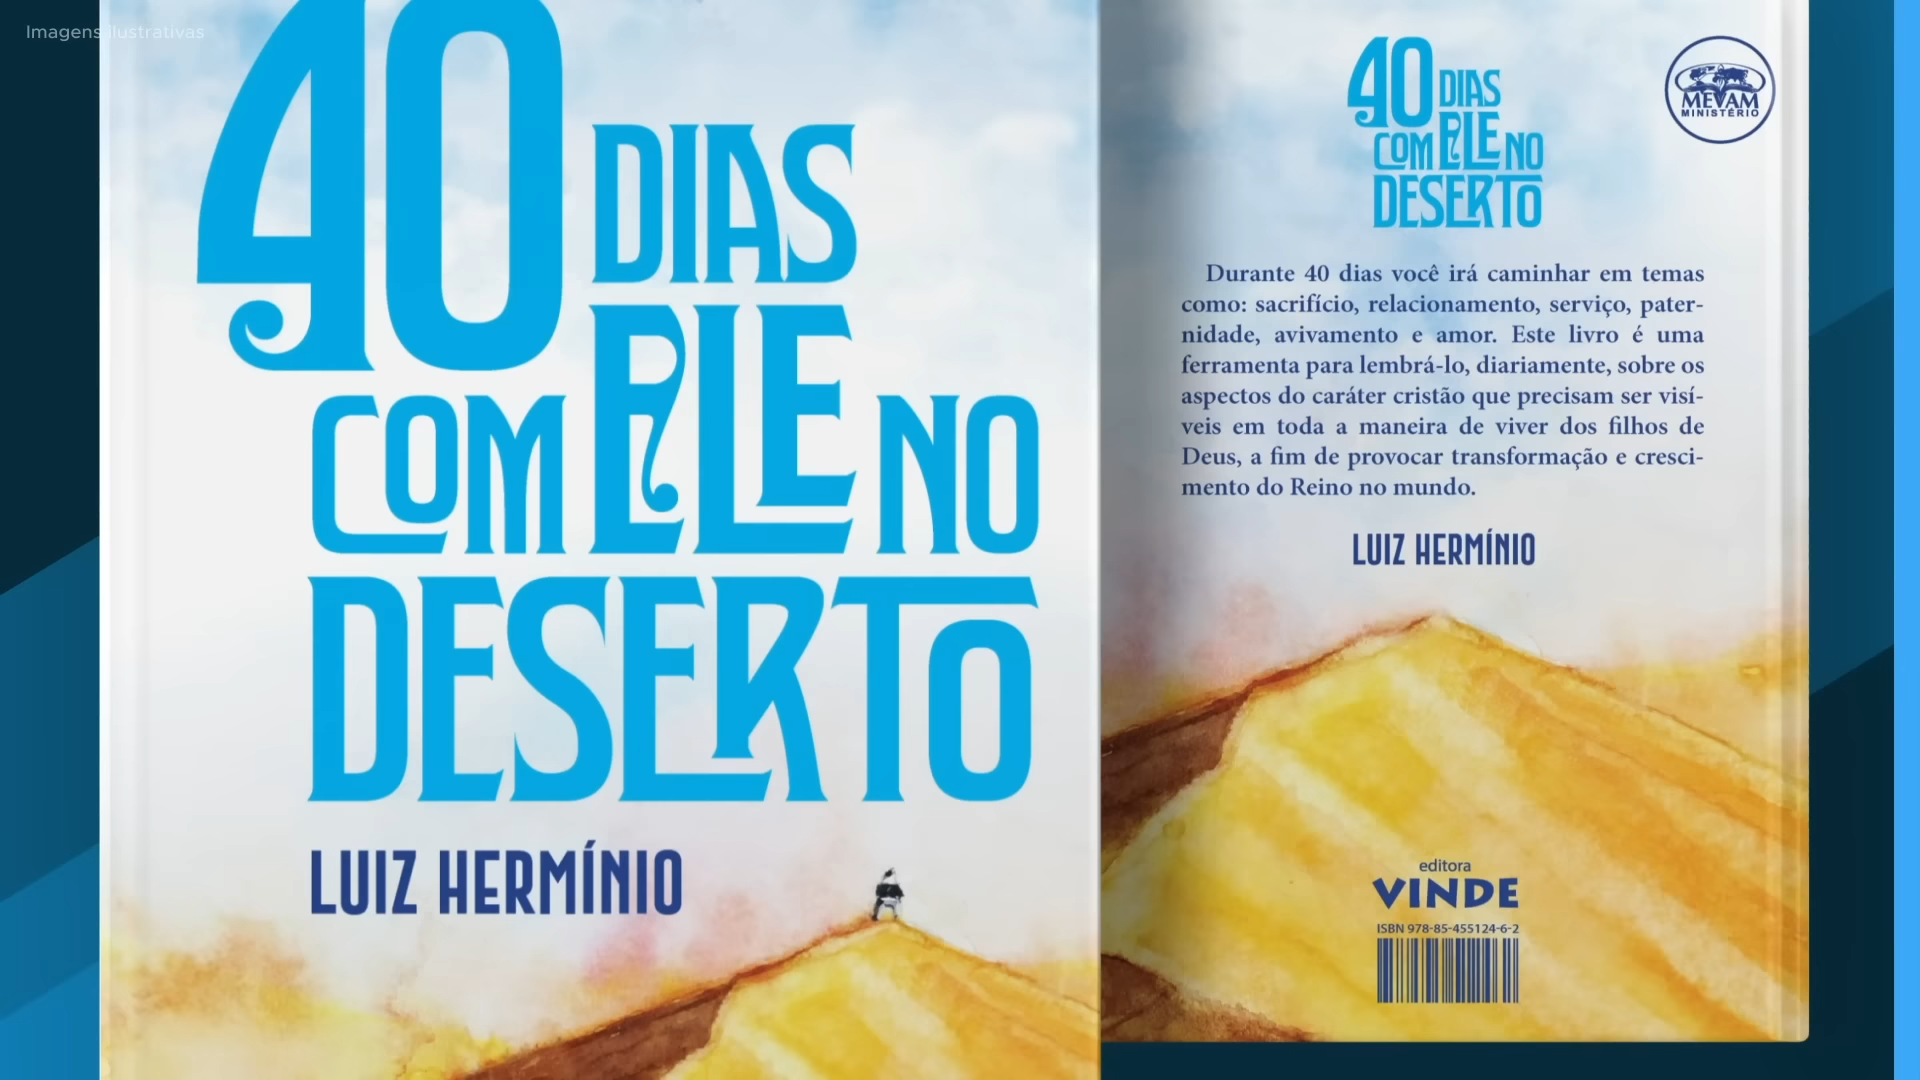 Imagens ilustrativas
40 DIAS
COM ELE NO
DESERTO
LUIZ HERMÍNIO
40 DIAS
COM ELE NO
DESERTO
MEVAM
MINISTÉRIO
Durante 40 dias você irá caminhar em temas
como: sacrifício, relacionamento, serviço, pater-
nidade, avivamento e amor. Este livro é uma
ferramenta para lembrá-lo, diariamente, sobre os
aspectos do caráter cristão que precisam ser visí-
veis em toda a maneira de viver dos filhos de
Deus, a fim de provocar transformação e cresci-
mento do Reino no mundo.
LUIZ HERMÍNIO
editora
VINDE
ISBN 978-85-455124-6-2